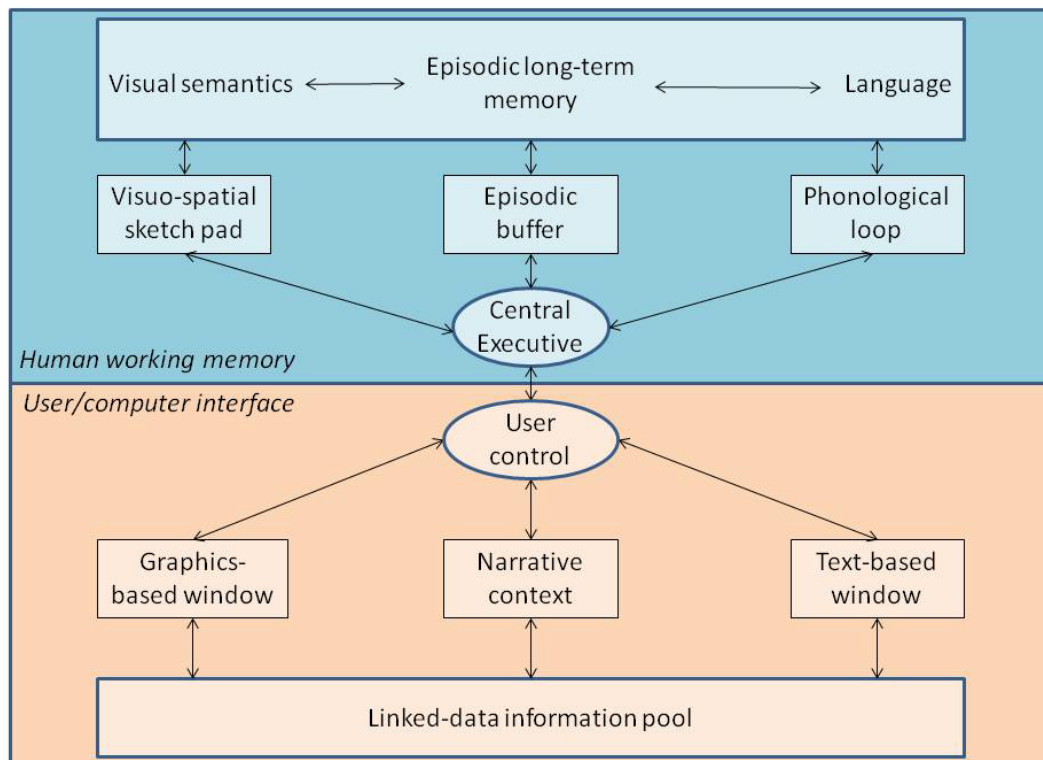 Visual semantics
Episodic long-term
memory
Language
Visuo-spatial
sketch pad
Episodic
buffer
Phonological
loop
Central
Executive
Human working memory
User/computer interface
User
control
Graphics-
based window
Narrative
context
Text-based
window
Linked-data information pool